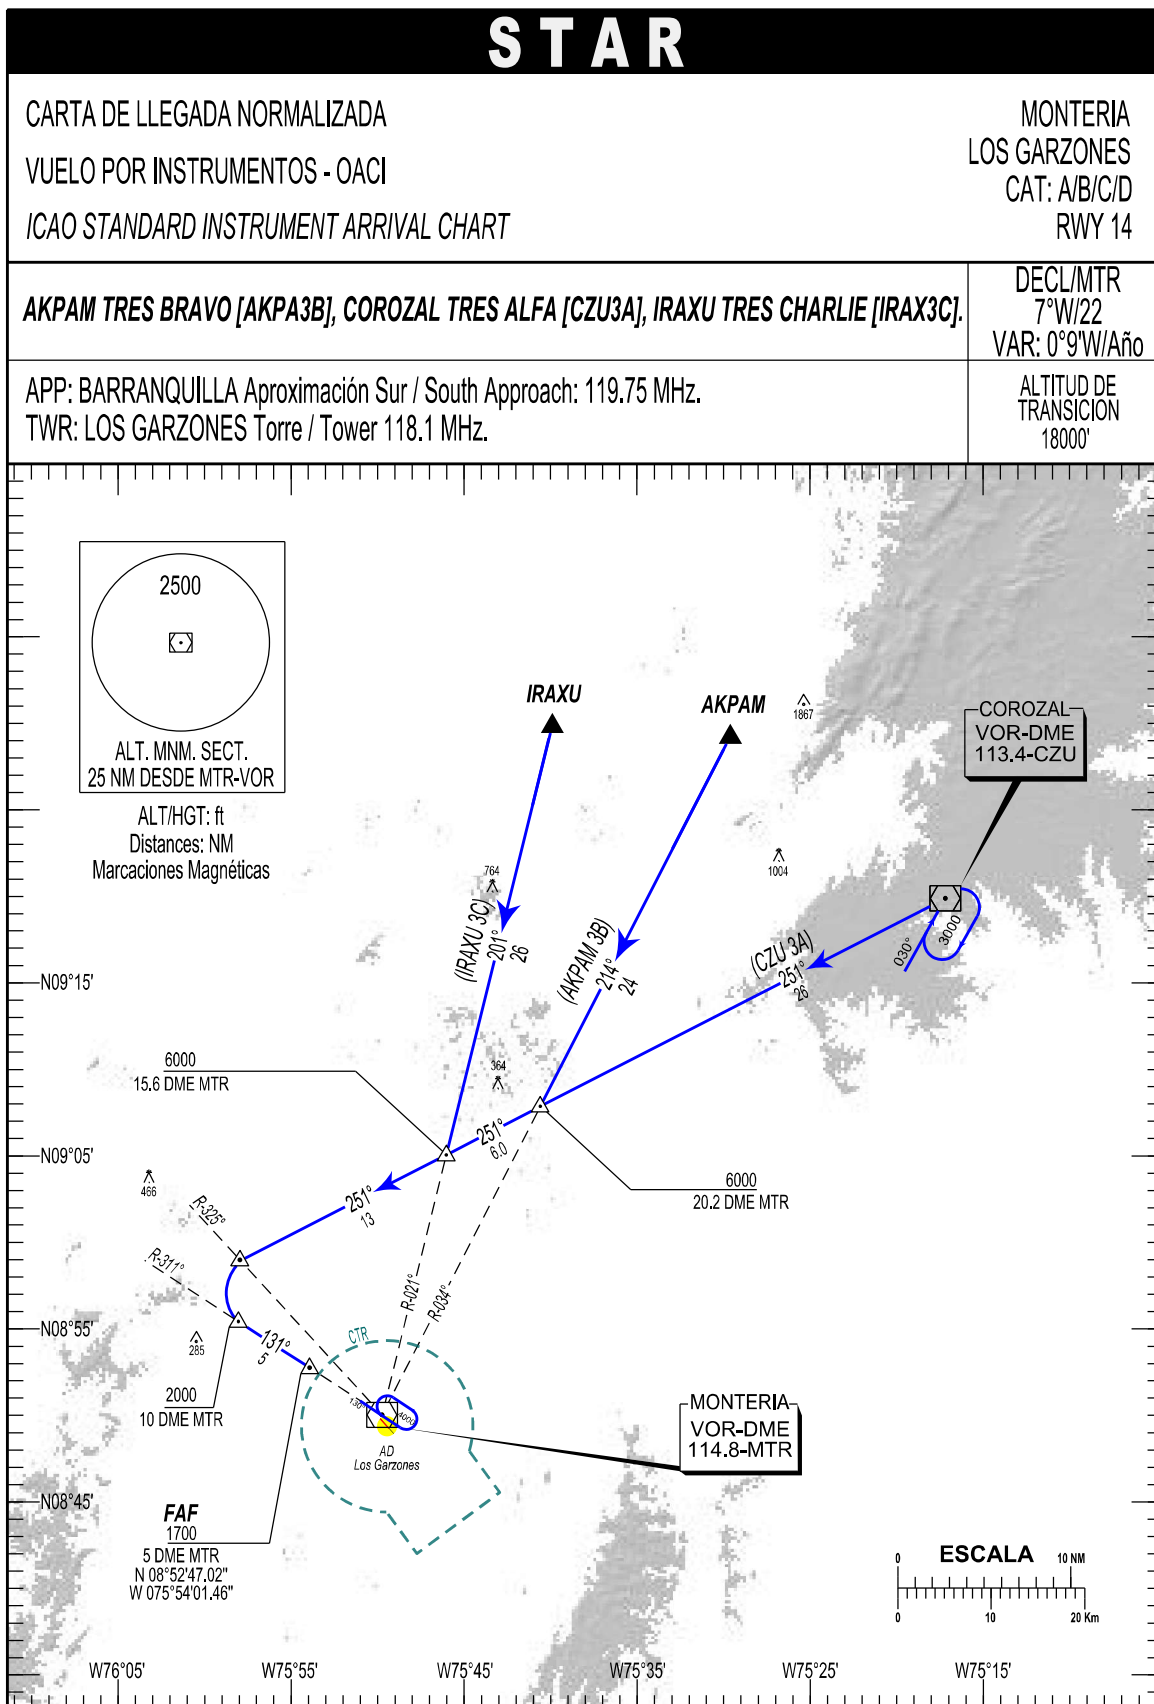 STAR
CARTA DE LLEGADA NORMALIZADA
VUELO POR INSTRUMENTOS - OACI
ICAO STANDARD INSTRUMENT ARRIVAL CHART
MONTERIA
LOS GARZONES
CAT: A/B/C/D
RWY 14
AKPAM TRES BRAVO [AKPA3B], COROZAL TRES ALFA [CZU3A], IRAXU TRES CHARLIE [IRAX3C].
DECL/MTR
7°W/22
VAR: 0°9'W/Año
APP: BARRANQUILLA Aproximación Sur / South Approach: 119.75 MHz.
TWR: LOS GARZONES Torre / Tower 118.1 MHz.
ALTITUD DE
TRANSICION
18000'
2500
ALT. MNM. SECT.
25 NM DESDE MTR-VOR
ALT/HGT: ft
Distances: NM
Marcaciones Magnéticas
IRAXU
AKPAM
1867
COROZAL
VOR-DME
113.4-CZU
1004
764
(IRAXU 3C)
201°
26
(AKPAM 3B)
214°
24
(CZU 3A)
251°
26
030°
3000
N09°15'
6000
15.6 DME MTR
364
251°
6.0
N09°05'
466
6000
20.2 DME MTR
251°
13
R-325°
R-311°
R-021°
R-034°
N08°55'
285
131°
5
CTR
2000
10 DME MTR
130°
4000
AD
Los Garzones
MONTERIA
VOR-DME
114.8-MTR
N08°45'
FAF
1700
5 DME MTR
N 08°52'47.02"
W 075°54'01.46"
0 ESCALA 10 NM
0 10 20 Km
W76°05' W75°55' W75°45' W75°35' W75°25' W75°15'